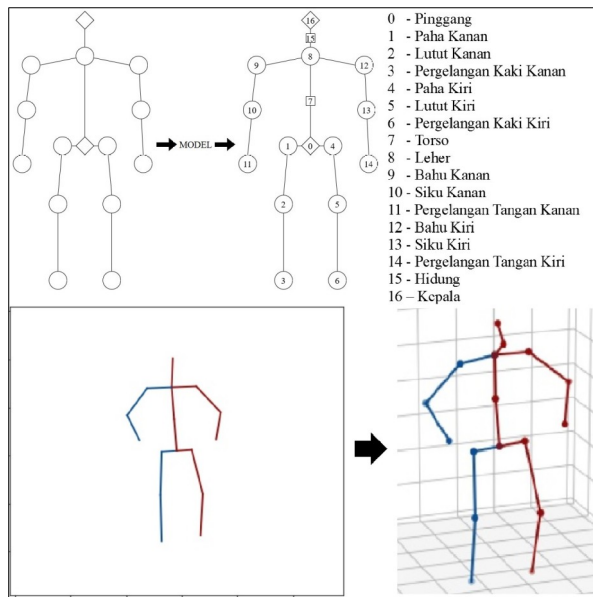 16
15
8
9
12
7
10
13
MODEL
1
0
4
11
14
2
5
3
6
0 - Pinggang
1 - Paha Kanan
2 - Lutut Kanan
3 - Pergelangan Kaki Kanan
4 - Paha Kiri
5 - Lutut Kiri
6 - Pergelangan Kaki Kiri
7 - Torso
8 - Leher
9 - Bahu Kanan
10 - Siku Kanan
11 - Pergelangan Tangan Kanan
12 - Bahu Kiri
13 - Siku Kiri
14 - Pergelangan Tangan Kiri
15 - Hidung
16 – Kepala